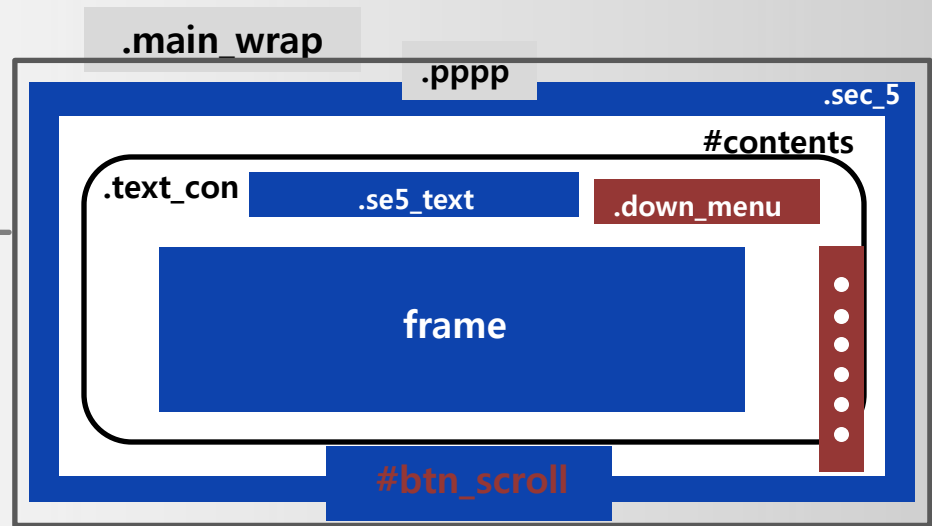 .main_wrap
.pppp
.sec_5
#contents
.text_con
.se5_text
.down_menu
frame
#btn_scroll